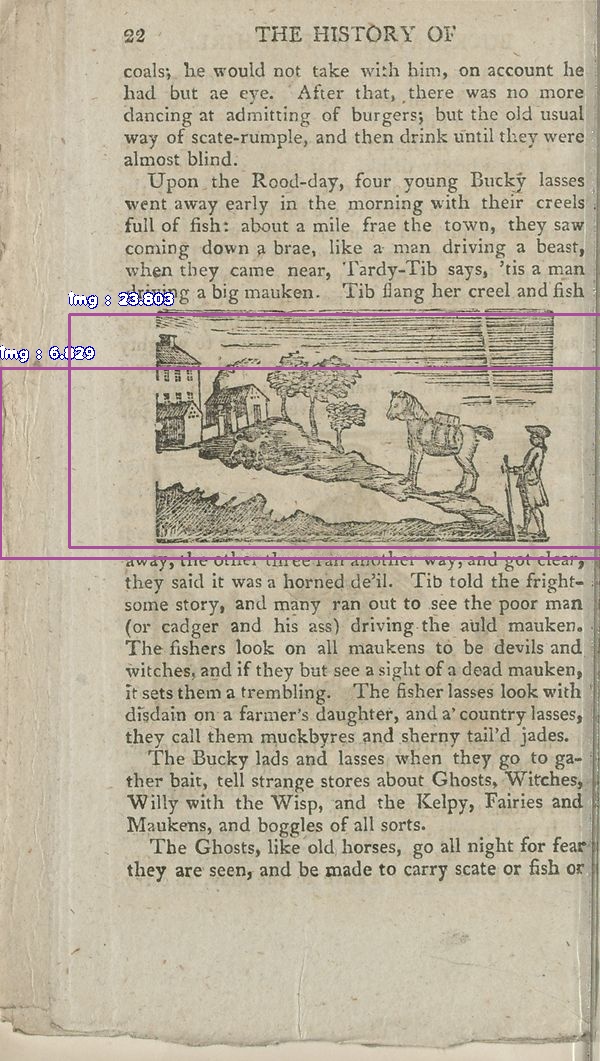 22 THE HISTORY OF
coals; he would not take with him, on account he
had but ae eye. After that, there was no more
dancing at admitting of burgers; but the old usual
way of scate-rumple, and then drink until they were
almost blind.
Upon the Rood-day, four young Bucky lasses
went away early in the morning with their creels
full of fish: about a mile frae the town, they saw
coming down a brae, like a man driving a beast,
when they came near, Tardy-Tib says, 'tis a man
driving a big mauken. Tib flang her creel and fish
img : 23.803
img : 6.829
away, the other three ran another way, and got clear,
they said it was a horned de'il. Tib told the fright-
some story, and many ran out to see the poor man
(or cadger and his ass) driving the auld mauken.
The fishers look on all maukens to be devils and
witches, and if they but see a sight of a dead mauken,
it sets them a trembling. The fisher lasses look with
disdain on a farmer's daughter, and a' country lasses,
they call them muckbyres and sherny tail'd jades.
The Bucky lads and lasses when they go to ga-
ther bait, tell strange stores about Ghosts, Witches,
Willy with the Wisp, and the Kelpy, Fairies and
Maukens, and boggles of all sorts.
The Ghosts, like old horses, go all night for fear
they are seen, and be made to carry scate or fish or